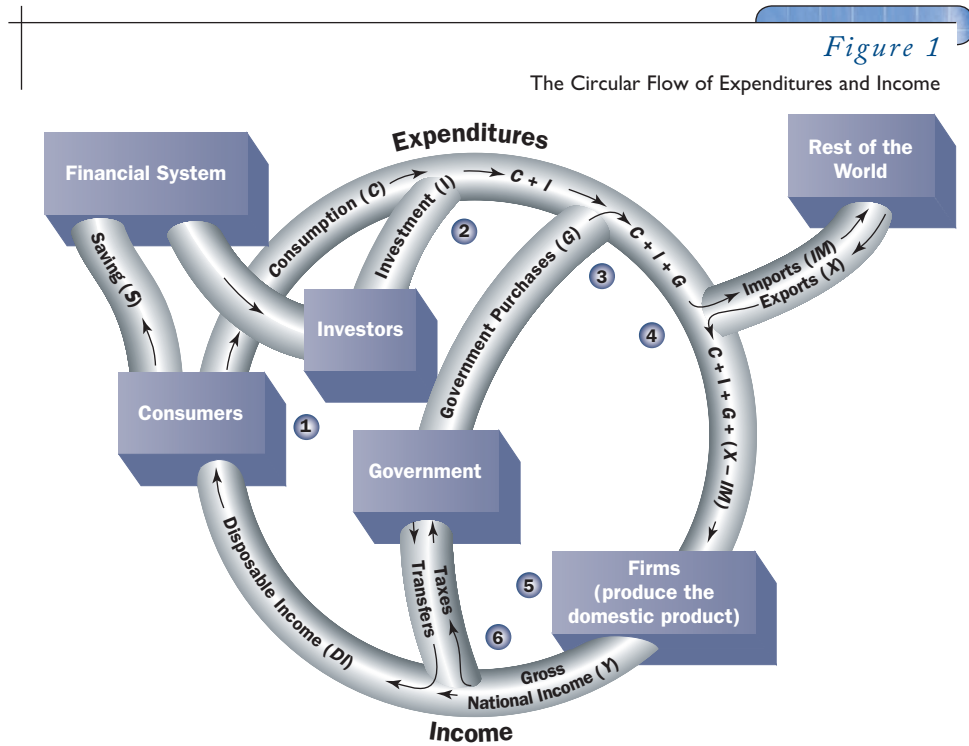 Figure 1
The Circular Flow of Expenditures and Income
Expenditures
Financial System
Rest of the
World
Saving (S)
Consumption (C)
Investment (I)
C + I
C + I + G
Imports (IM)
Exports (X)
2
3
4
Investors
Government Purchases (G)
C + I + G + (X – IM)
Consumers
1
Government
Disposable Income (DI)
Transfers
Taxes
5
6
Firms
(produce the
domestic product)
Gross
National Income (Y)
Income